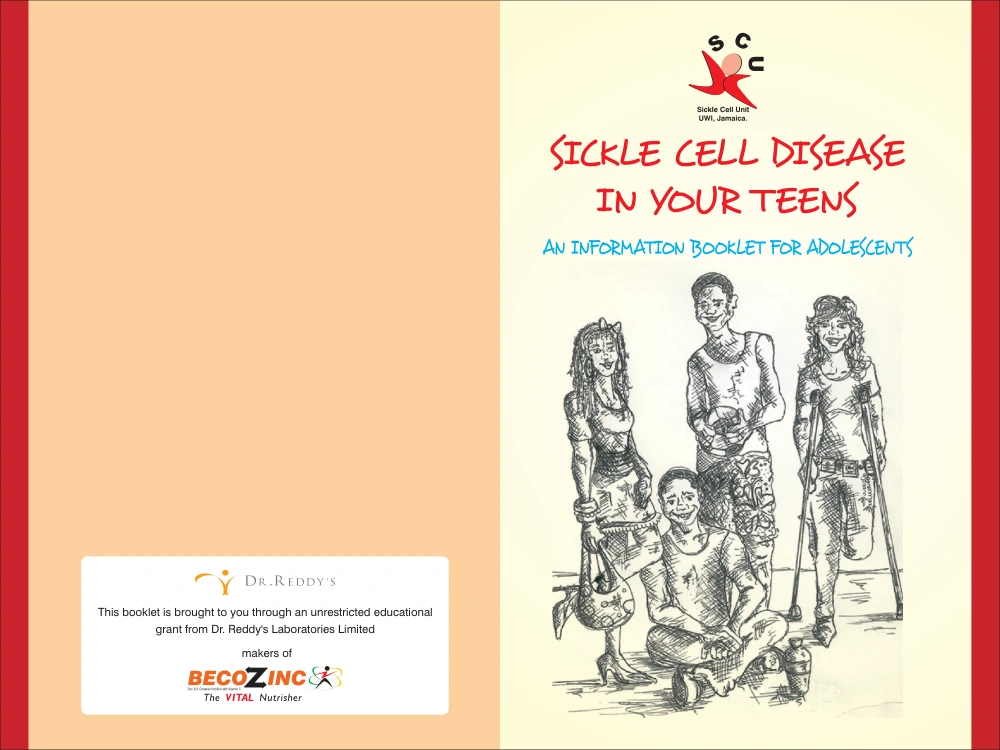 DR.REDDY'S
This booklet is brought to you through an unrestricted educational
grant from Dr. Reddy's Laboratories Limited
makers of
BECOZINC
The VITAL Nutrisher
S C U
Sickle Cell Unit
UWI, Jamaica.
SICKLE CELL DISEASE
IN YOUR TEENS
AN INFORMATION BOOKLET FOR ADOLESCENTS